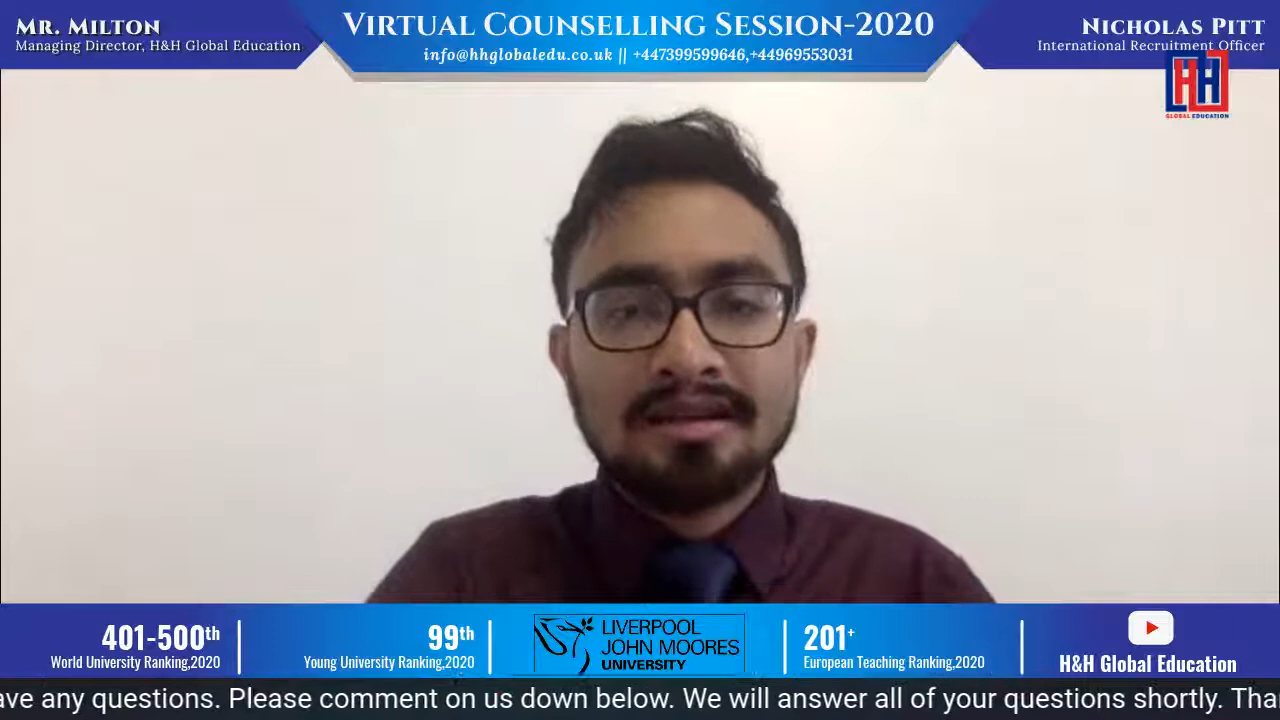 MR. MILTON
Managing Director, H&H Global Education
VIRTUAL COUNSELLING SESSION-2020
info@hhglobaledu.co.uk || +447399599646,+44969553031
NICHOLAS PITT
International Recruitment Officer
HH
GLOBAL EDUCATION
401-500th
World University Ranking,2020
99th
Young University Ranking,2020
LIVERPOOL
JOHN MOORES
UNIVERSITY
201+
European Teaching Ranking,2020
H&H Global Education
ave any questions. Please comment on us down below. We will answer all of your questions shortly. Tha